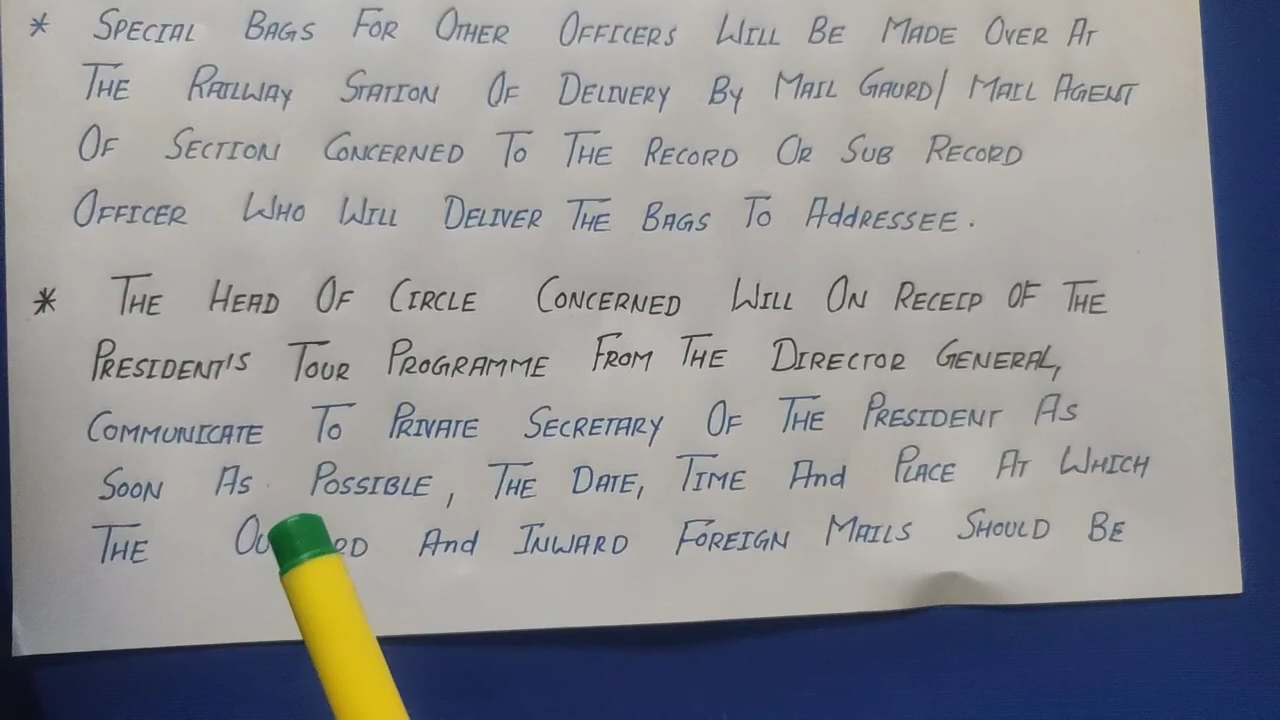 * SPECIAL BAGS FOR OTHER OFFICERS WILL BE MADE OVER AT
THE RAILWAY STATION OF DELIVERY BY MAIL GAURD/ MAIL AGENT
OF SECTION CONCERNED TO THE RECORD OR SUB RECORD
OFFICER WHO WILL DELIVER THE BAGS TO ADDRESSEE.
* THE HEAD OF CIRCLE CONCERNED WILL ON RECEIP OF THE
PRESIDENT'S TOUR PROGRAMME FROM THE DIRECTOR GENERAL,
COMMUNICATE TO PRIVATE SECRETARY OF THE PRESIDENT AS
SOON AS POSSIBLE, THE DATE, TIME And PLACE AT WHICH
THE And INWARD FOREIGN MAILS SHOULD BE